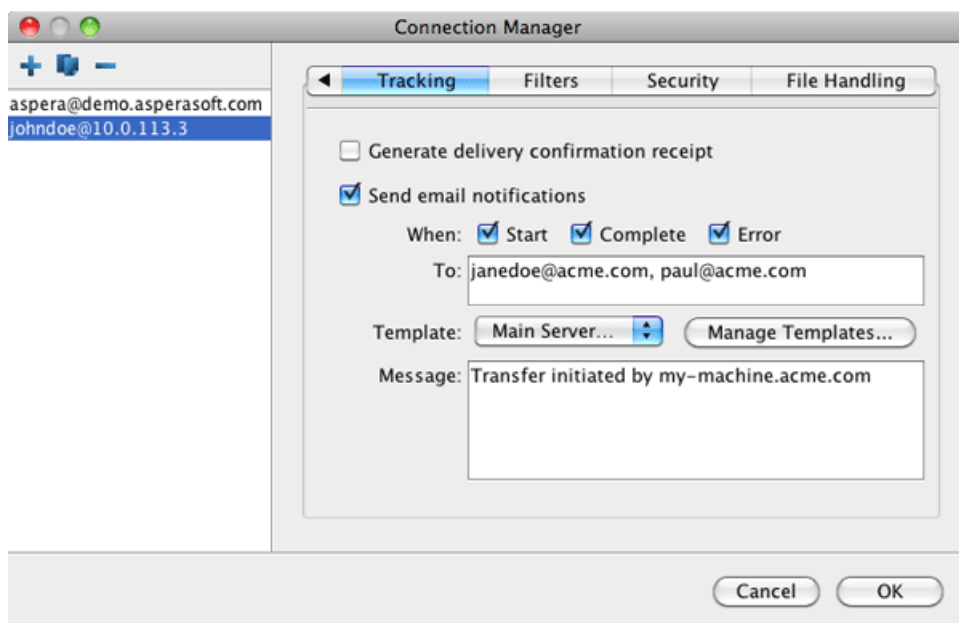 Connection Manager
aspera@demo.asperasoft.com
johndoe@10.0.113.3
Tracking Filters Security File Handling
Generate delivery confirmation receipt
Send email notifications
When: Start Complete Error
To: janedoe@acme.com, paul@acme.com
Template: Main Server... Manage Templates...
Message: Transfer initiated by my-machine.acme.com
Cancel OK